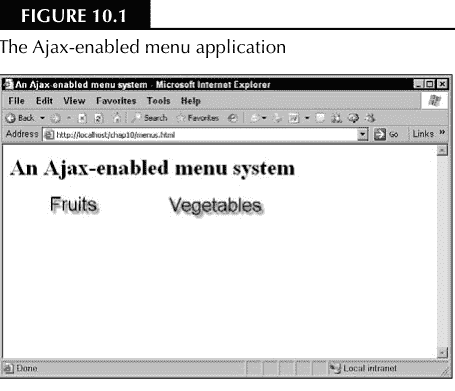 FIGURE 10.1
The Ajax-enabled menu application
An Ajax-enabled menu system - Microsoft Internet Explorer
File Edit View Favorites Tools Help
Back Search Favorites
Address http://localhost/chap10/menus.html Go Links »
An Ajax-enabled menu system
Fruits Vegetables
Done Local intranet